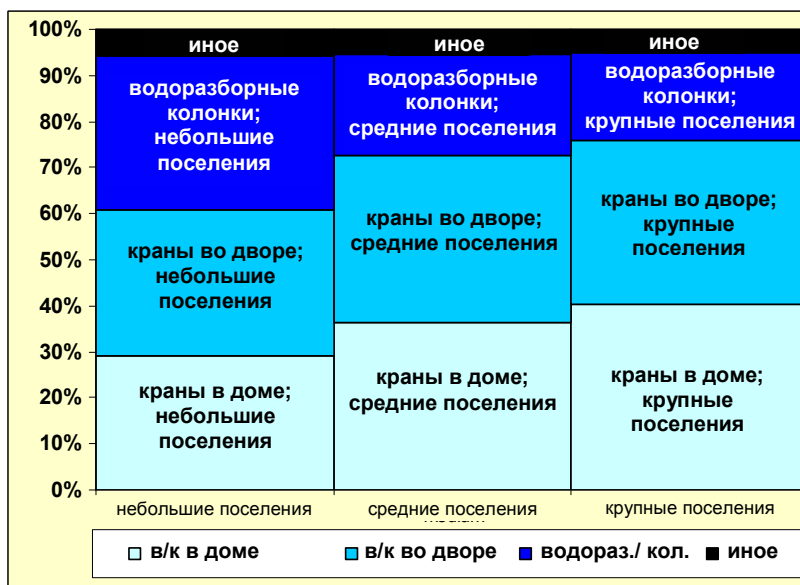 100%
90%
80%
70%
60%
50%
40%
30%
20%
10%
0%
иное
водоразборные
колонки;
небольшие
поселения
краны во дворе;
небольшие
поселения
краны в доме;
небольшие
поселения
иное
водоразборные
колонки;
средние поселения
краны во дворе;
средние поселения
краны в доме;
средние поселения
иное
водоразборные
колонки;
крупные поселения
краны во дворе;
крупные
поселения
краны в доме;
крупные
поселения
небольшие поселения
средние поселения
крупные поселения
в/к в доме
в/к во дворе
водораз./ кол.
иное